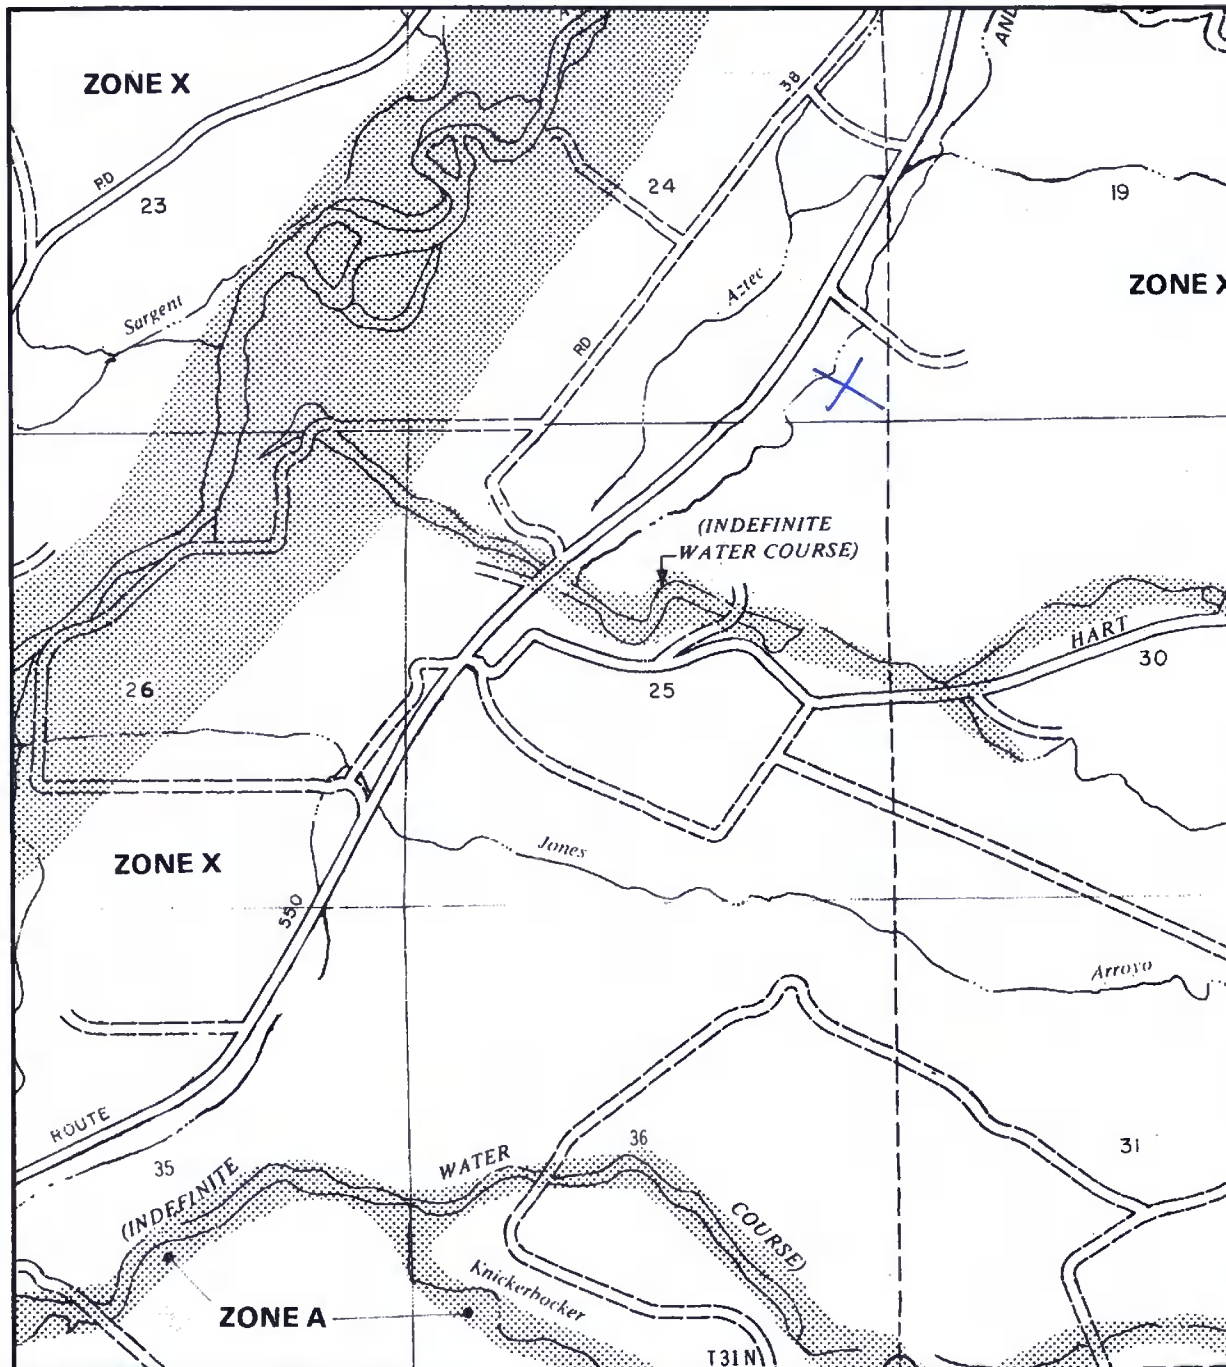 AND
ZONE X
38
RD
23
24
19
Aztec
ZONE X
Sargent
RD
(INDEFINITE
WATER COURSE)
HART
30
26
25
Jones
ZONE X
550
Arroyo
ROUTE
35
(INDEFINITE
WATER
36
COURSE)
31
Knickerbocker
ZONE A
T31N